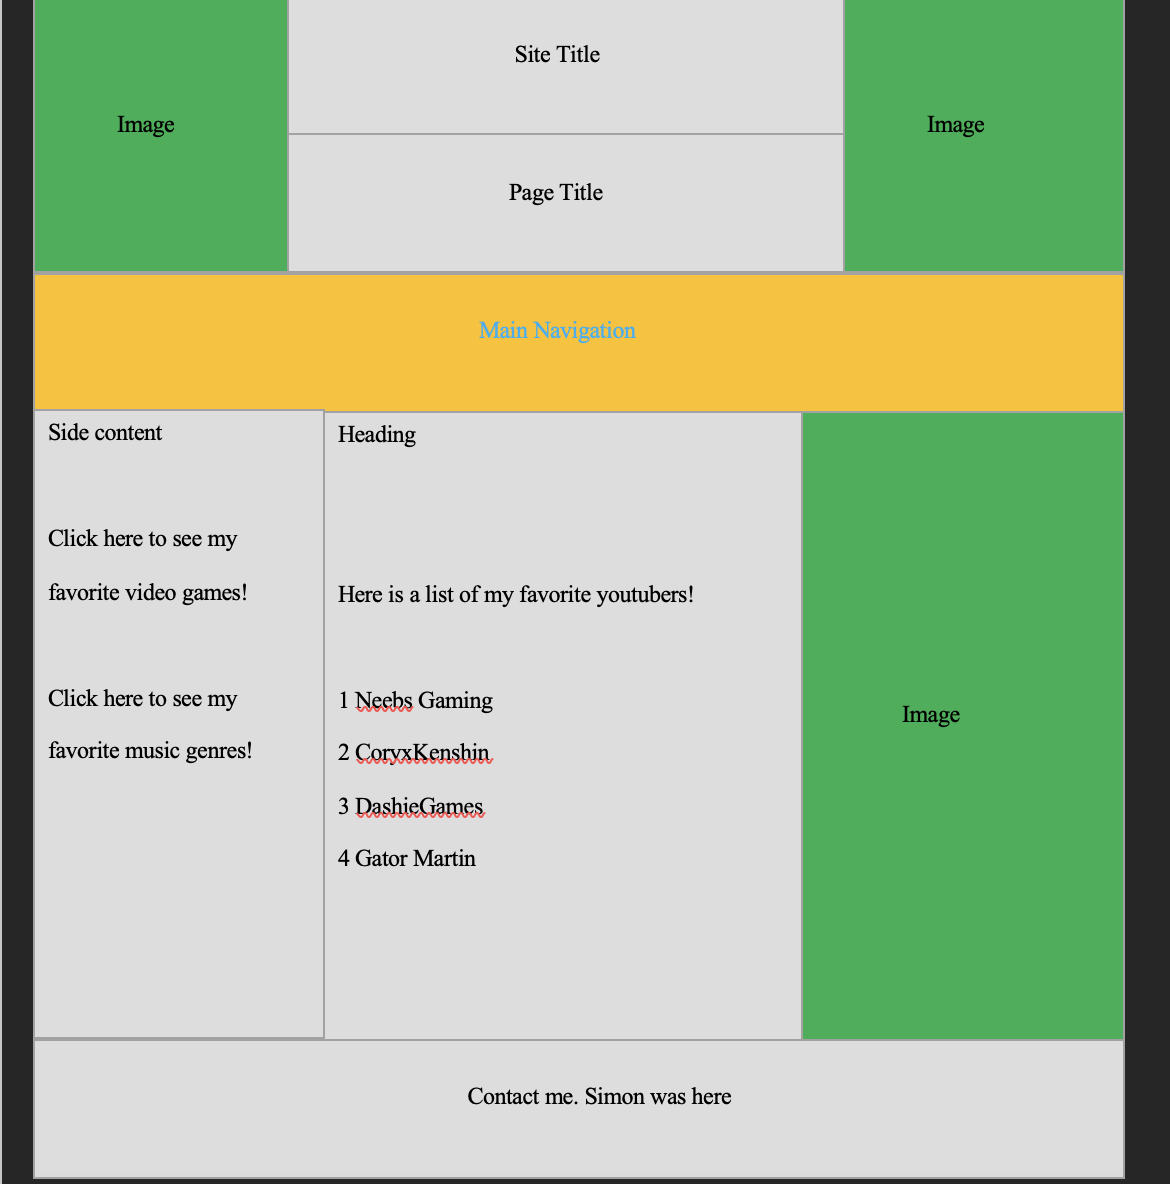 Image
Site Title
Image
Page Title
Main Navigation
Side content
Click here to see my
favorite video games!
Click here to see my
favorite music genres!
Heading
Here is a list of my favorite youtubers!
1 Neebs Gaming
2 CoryxKenshin
3 DashieGames
4 Gator Martin
Image
Contact me. Simon was here